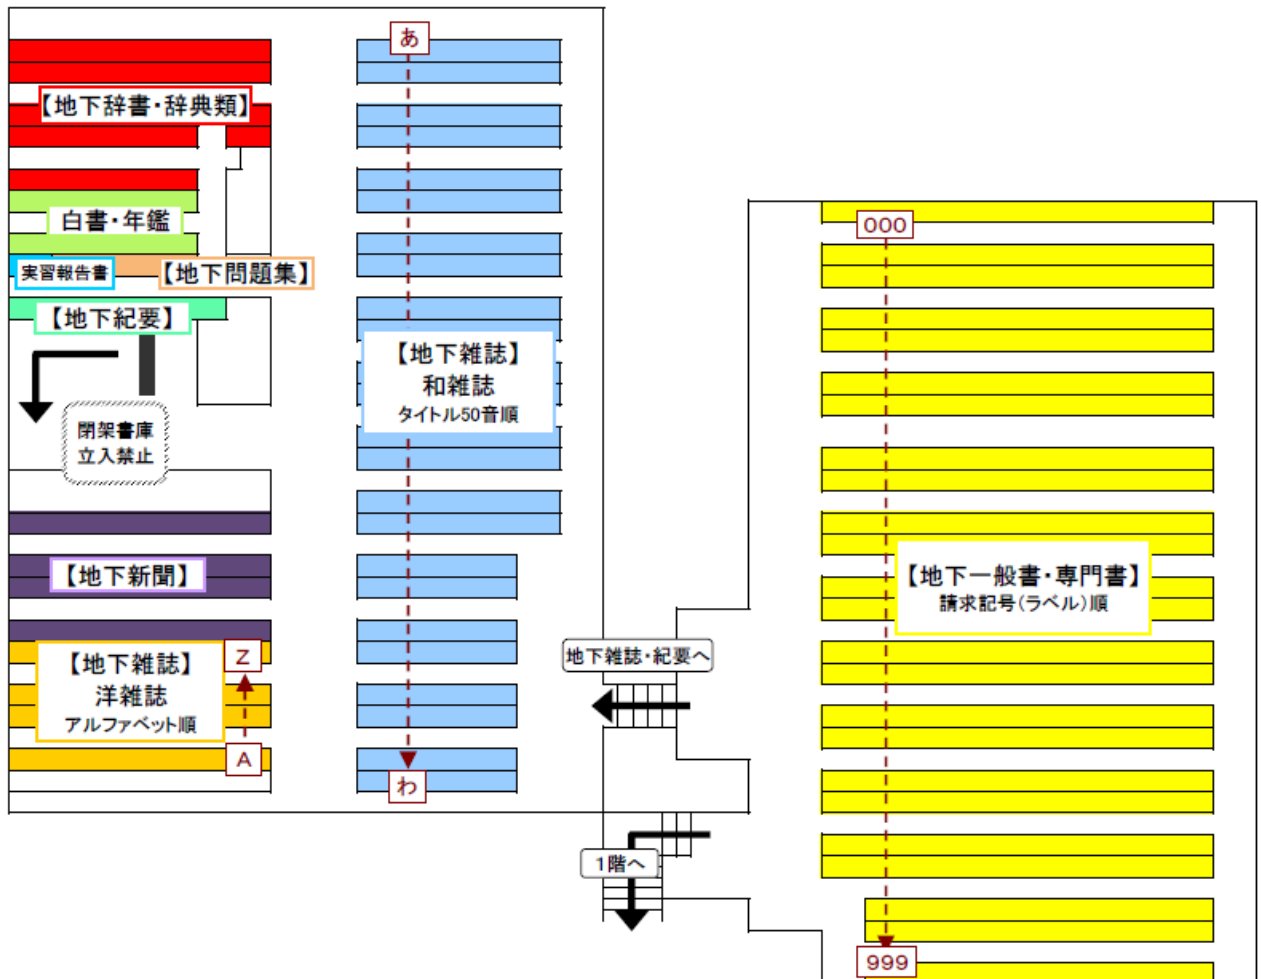 あ
【地下辞書・辞典類】
白書・年鑑
実習報告書
【地下問題集】
【地下紀要】
閉架書庫
立入禁止
【地下雑誌】
和雑誌
タイトル50音順
【地下新聞】
【地下雑誌】
洋雑誌
アルファベット順
Z
A
わ
地下雑誌・紀要へ
1階へ
000
【地下一般書・専門書】
請求記号(ラベル)順
999